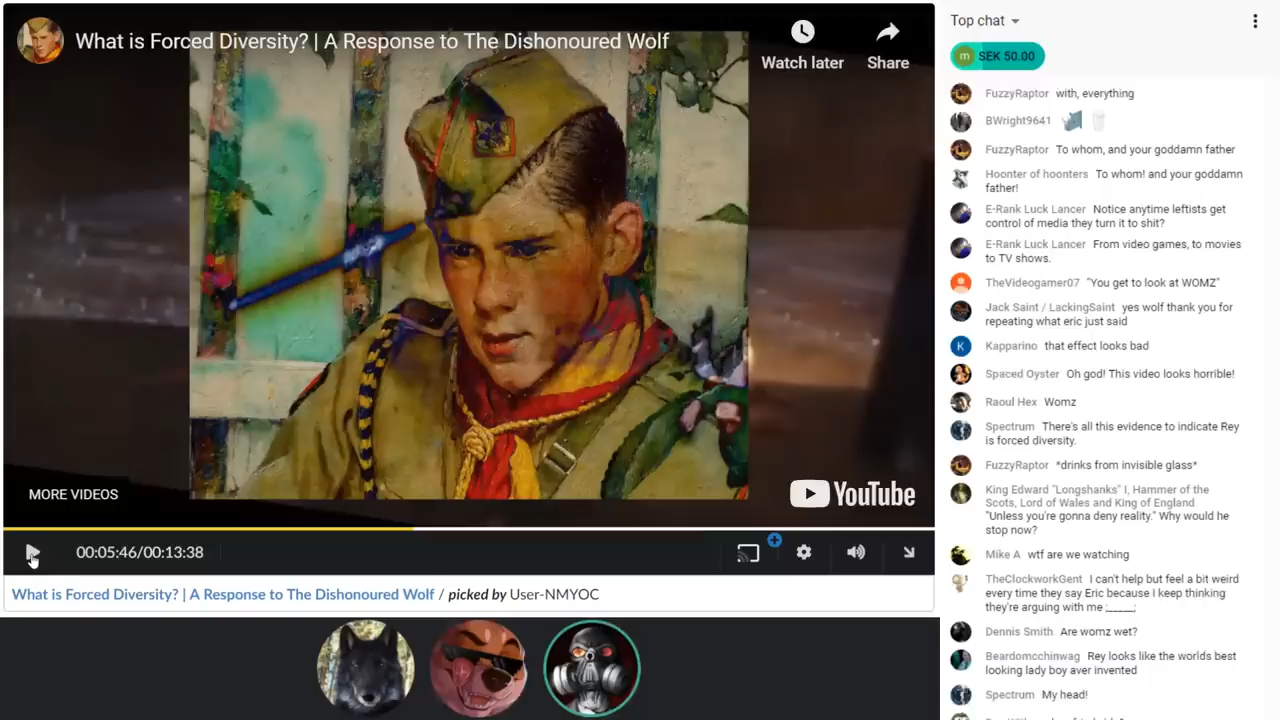 What is Forced Diversity? | A Response to The Dishonoured Wolf
Watch later
Share
MORE VIDEOS
YouTube
00:05:46/00:13:38
What is Forced Diversity? | A Response to The Dishonoured Wolf / picked by User-NMYOC
Top chat
m SEK 50.00
FuzzyRaptor with, everything
BWright9641
FuzzyRaptor To whom, and your goddamn father
Hoonter of hoonters To whom! and your goddamn
father!
E-Rank Luck Lancer Notice anytime leftists get
control of media they turn it to shit?
E-Rank Luck Lancer From video games, to movies
to TV shows.
TheVideogamer07 "You get to look at WOMZ"
Jack Saint / LackingSaint yes wolf thank you for
repeating what eric just said
K Kapparino that effect looks bad
Spaced Oyster Oh god! This video looks horrible!
Raoul Hex Womz
Spectrum There's all this evidence to indicate Rey
is forced diversity.
FuzzyRaptor *drinks from invisible glass*
King Edward "Longshanks" I, Hammer of the
Scots, Lord of Wales and King of England
"Unless you're gonna deny reality." Why would he
stop now?
Mike A wtf are we watching
TheClockworkGent I can't help but feel a bit weird
every time they say Eric because I keep thinking
they're arguing with me ;_____;
Dennis Smith Are womz wet?
Beardomcchinwag Rey looks like the worlds best
looking lady boy aver invented
Spectrum My head!